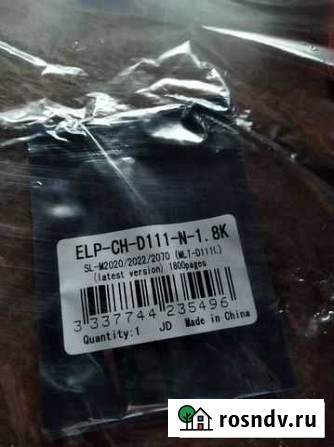 ELP-CH-D111-N-1.8K
SL-M2020/2022/2070 (MLT-D111L)
(latest version) 1800pages
3 337744 235496
Quantity:1 JD Made in China
rosndv.ru